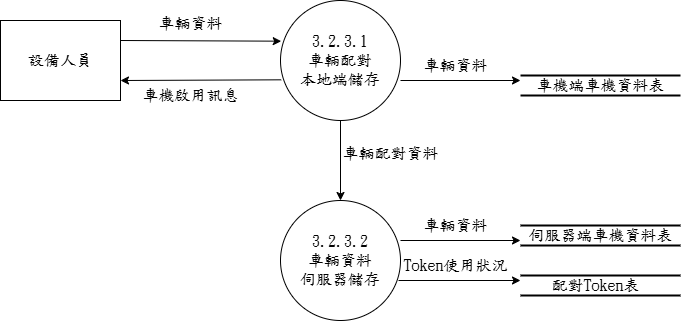 車輛資料
設備人員
車機啟用訊息
3.2.3.1
車輛配對
本地端儲存
車輛資料
車機端車機資料表
車輛配對資料
3.2.3.2
車輛資料
伺服器儲存
車輛資料
伺服器端車機資料表
Token使用狀況
配對Token表